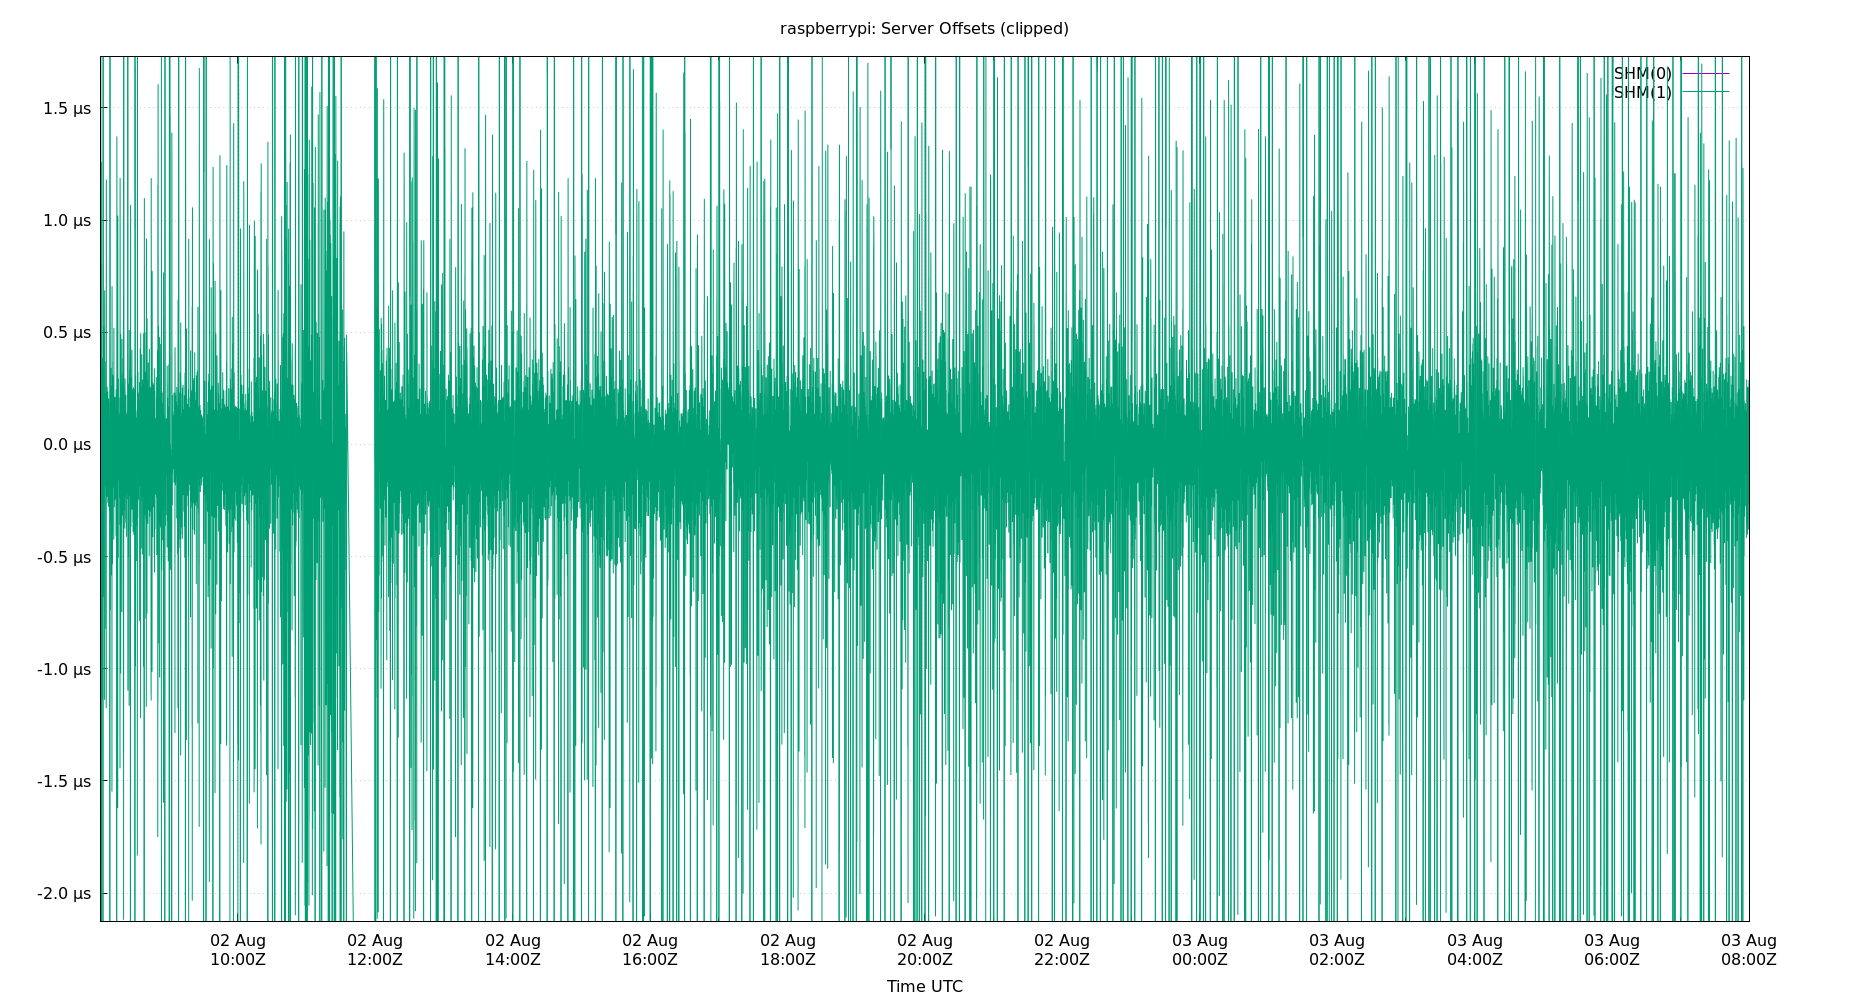 raspberrypi: Server Offsets (clipped)
SHM(0)
SHM(1)
1.5 µs
1.0 µs
0.5 µs
0.0 µs
-0.5 µs
-1.0 µs
-1.5 µs
-2.0 µs
02 Aug 02 Aug 02 Aug 02 Aug 02 Aug 02 Aug 02 Aug 03 Aug 03 Aug 03 Aug 03 Aug 03 Aug
10:00Z 12:00Z 14:00Z 16:00Z 18:00Z 20:00Z 22:00Z 00:00Z 02:00Z 04:00Z 06:00Z 08:00Z
Time UTC